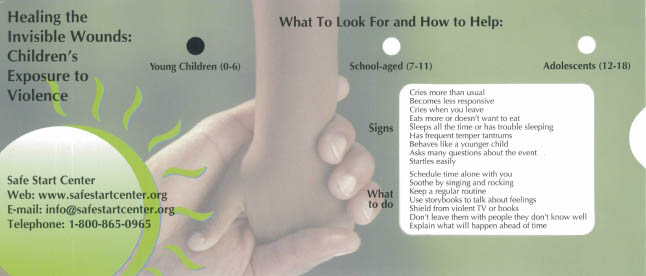 Healing the
Invisible Wounds:
Children's
Exposure to
Violence
What To Look For and How to Help:
Young Children (0-6)
School-aged (7-11)
Adolescents (12-18)
Signs
Cries more than usual
Becomes less responsive
Cries when you leave
Eats more or doesn't want to eat
Sleeps all the time or has trouble sleeping
Has frequent temper tantrums
Behaves like a younger child
Asks many questions about the event
Startles easily
What
to do
Schedule time alone with you
Soothe by singing and rocking
Keep a regular routine
Use storybooks to talk about feelings
Shield from violent TV or books
Don't leave them with people they don't know well
Explain what will happen ahead of time
Safe Start Center
Web: www.safestartcenter.org
E-mail: info@safestartcenter.org
Telephone: 1-800-865-0965